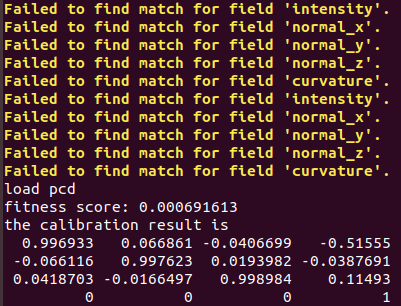 Failed to find match for field 'intensity'.
Failed to find match for field 'normal_x'.
Failed to find match for field 'normal_y'.
Failed to find match for field 'normal_z'.
Failed to find match for field 'curvature'.
Failed to find match for field 'intensity'.
Failed to find match for field 'normal_x'.
Failed to find match for field 'normal_y'.
Failed to find match for field 'normal_z'.
Failed to find match for field 'curvature'.
load pcd
fitness score: 0.000691613
the calibration result is
0.996933 0.066861 -0.0406699 -0.51555
-0.066116 0.997623 0.0193982 -0.0387691
0.0418703 -0.0166497 0.998984 0.11493
0 0 0 1